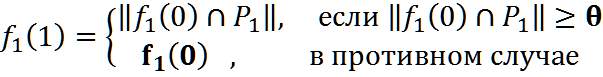 f₁(1) = { ‖f₁(0) ∩ P₁‖, если ‖f₁(0) ∩ P₁‖ ≥ θ
f₁(0) , в противном случае